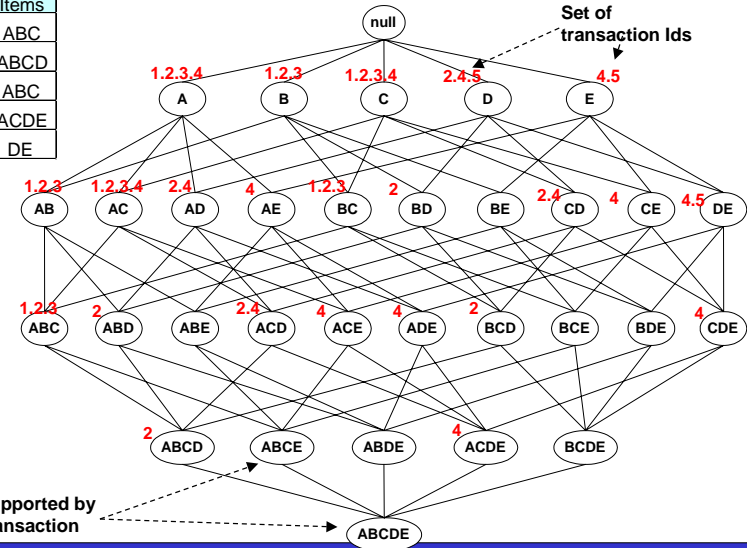 Items
ABC
ABCD
ABC
ACDE
DE
null
Set of
transaction Ids
1.2.3.4
1.2.3
1.2.3.4
2.4.5
4.5
A
B
C
D
E
1.2.3
1.2.3.4
2.4
4
1.2.3
2
2.4
4
4.5
AB
AC
AD
AE
BC
BD
BE
CD
CE
DE
1.2.3
2
2.4
4
4
2
4
ABC
ABD
ABE
ACD
ACE
ADE
BCD
BCE
BDE
CDE
2
4
ABCD
ABCE
ABDE
ACDE
BCDE
pported by
ansaction
ABCDE